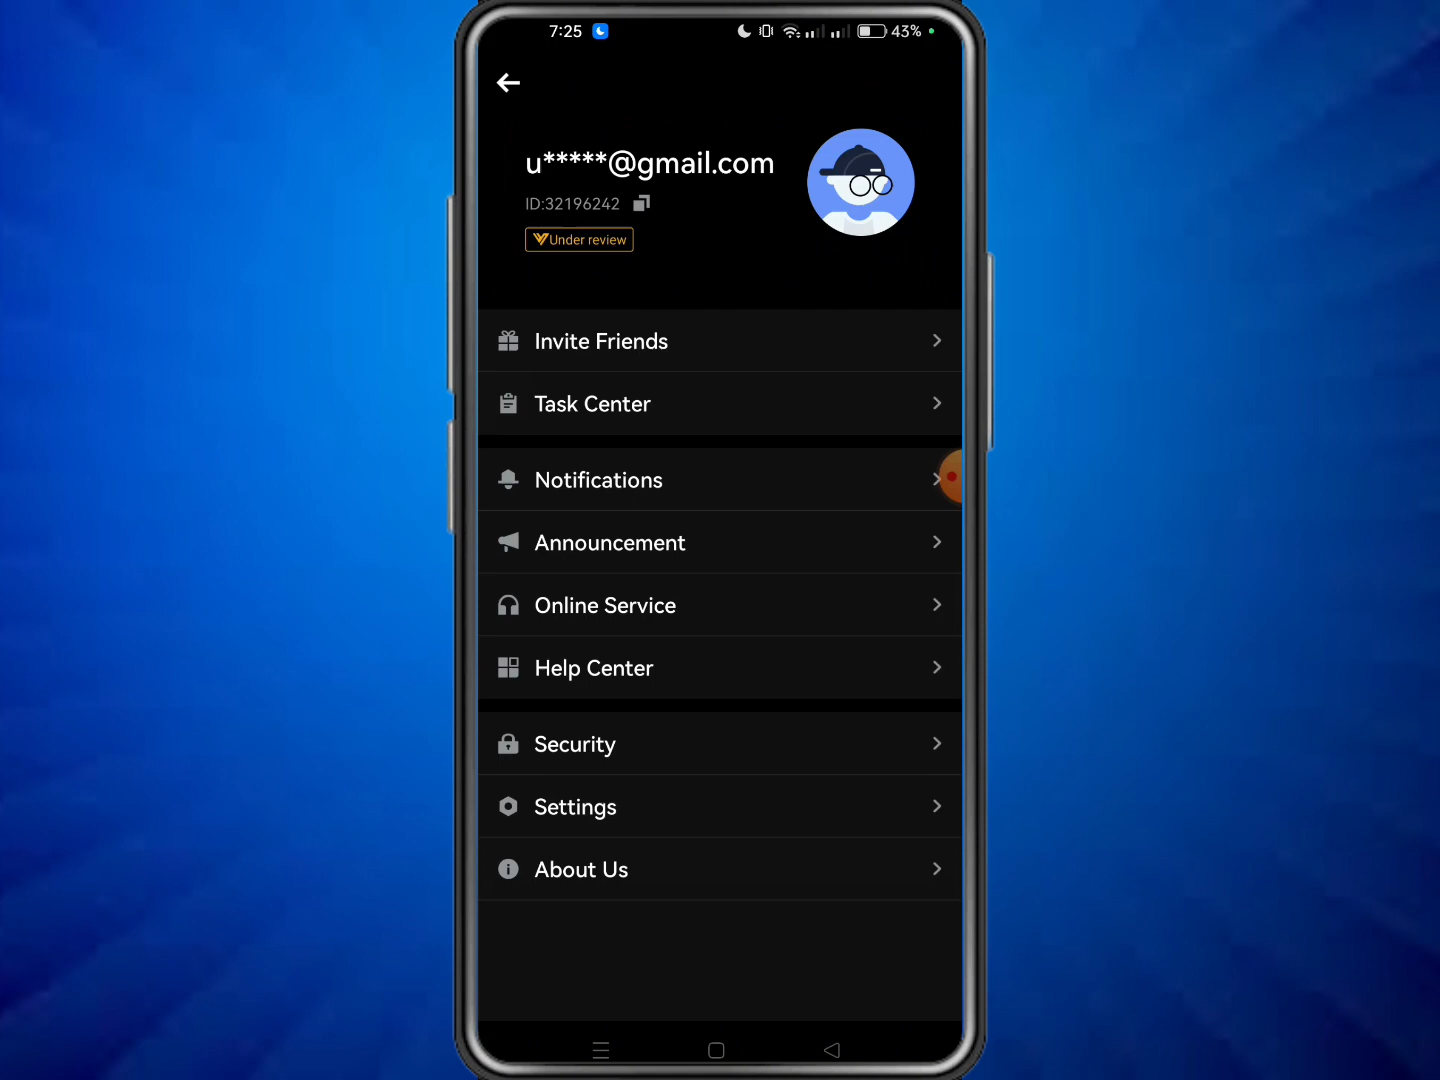 7:25 43%
u*****@gmail.com
ID:32196242
Under review
Invite Friends
Task Center
Notifications
Announcement
Online Service
Help Center
Security
Settings
About Us